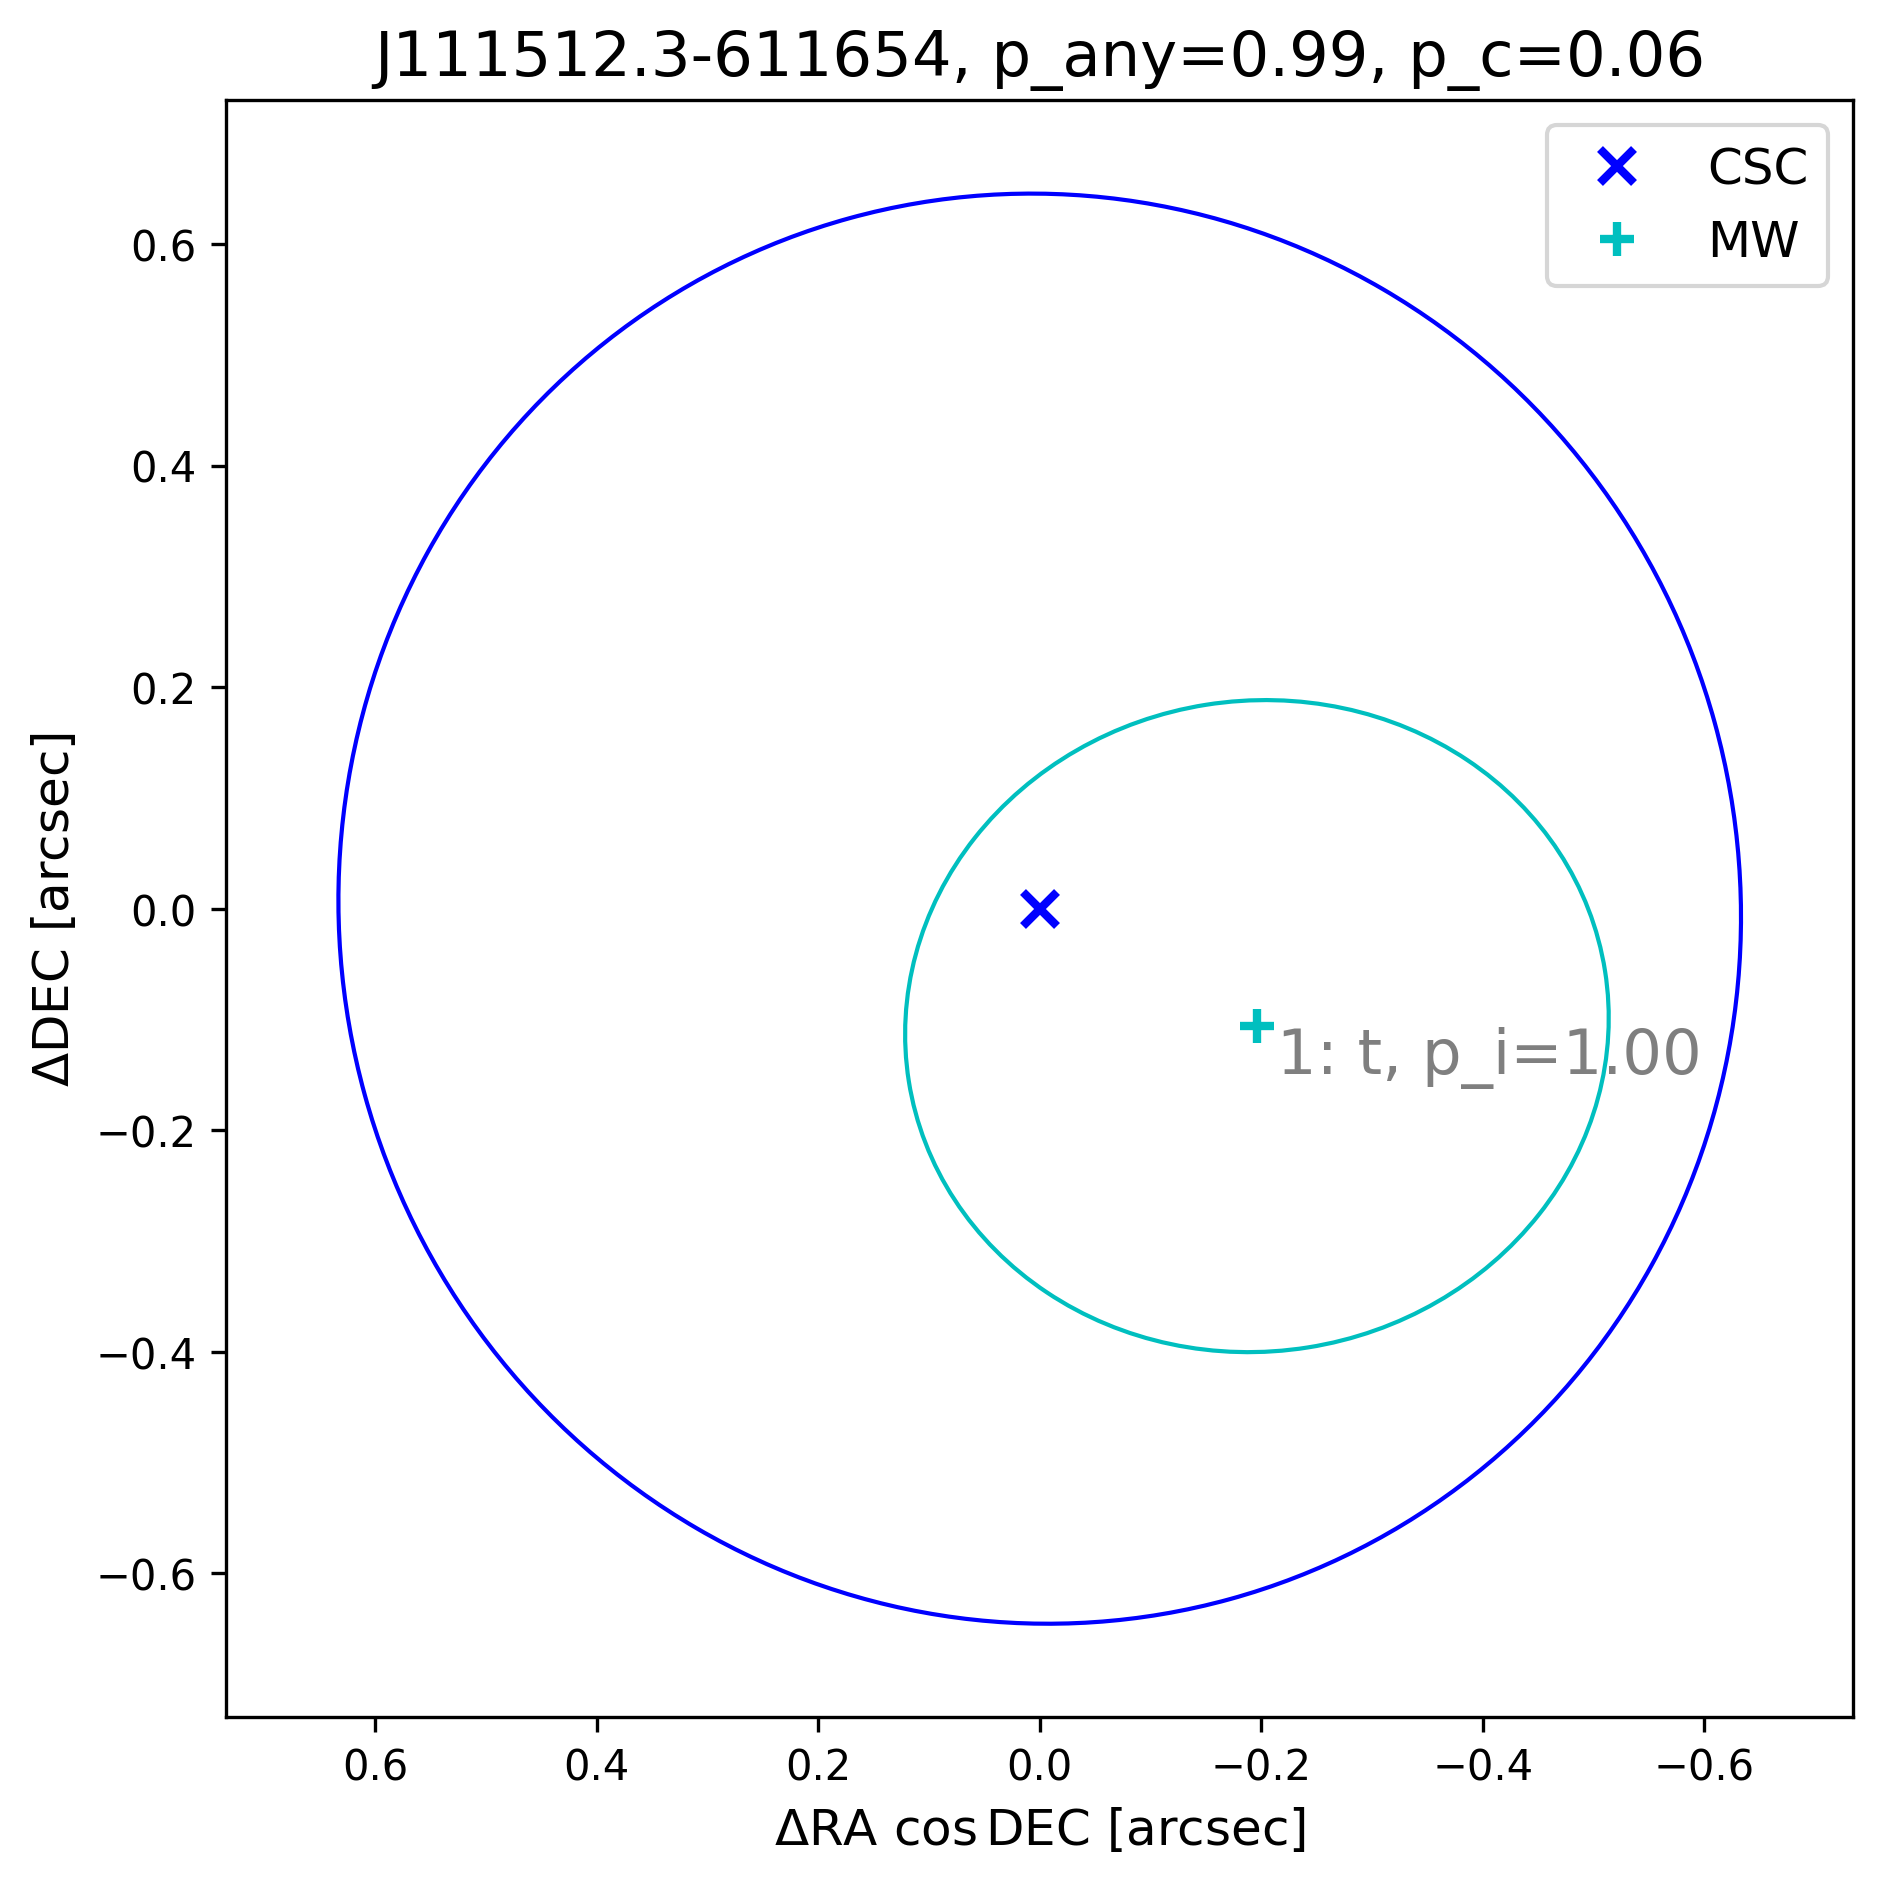 J111512.3-611654, p_any=0.99, p_c=0.06
CSC
MW
0.6
0.4
0.2
0.0
−0.2
−0.4
−0.6
ΔDEC [arcsec]
1: t, p_i=1.00
0.6
0.4
0.2
0.0
−0.2
−0.4
−0.6
ΔRA cos DEC [arcsec]